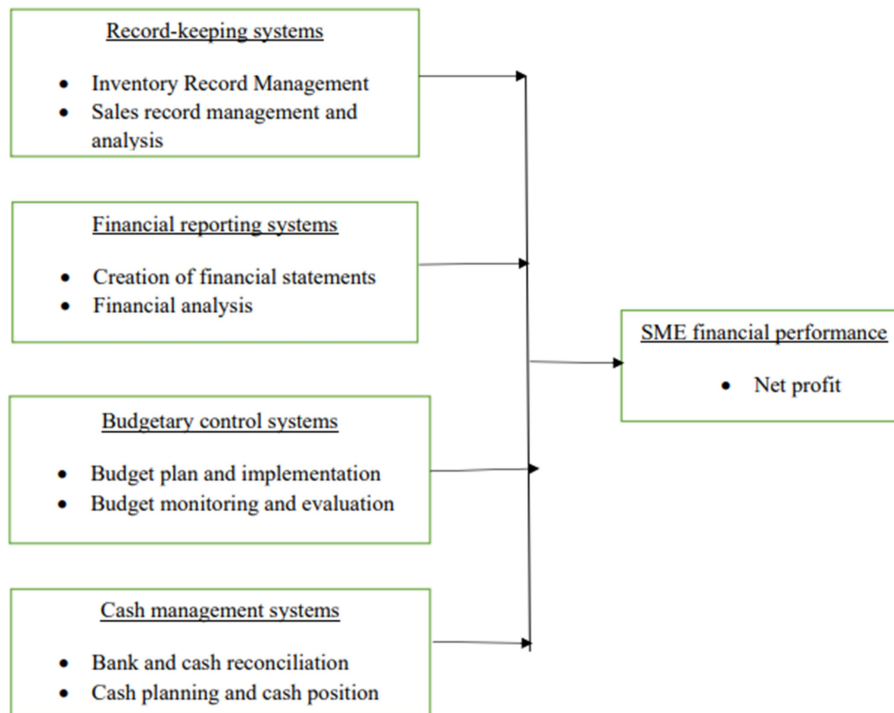 Record-keeping systems
• Inventory Record Management
• Sales record management and
analysis
Financial reporting systems
• Creation of financial statements
• Financial analysis
SME financial performance
• Net profit
Budgetary control systems
• Budget plan and implementation
• Budget monitoring and evaluation
Cash management systems
• Bank and cash reconciliation
• Cash planning and cash position